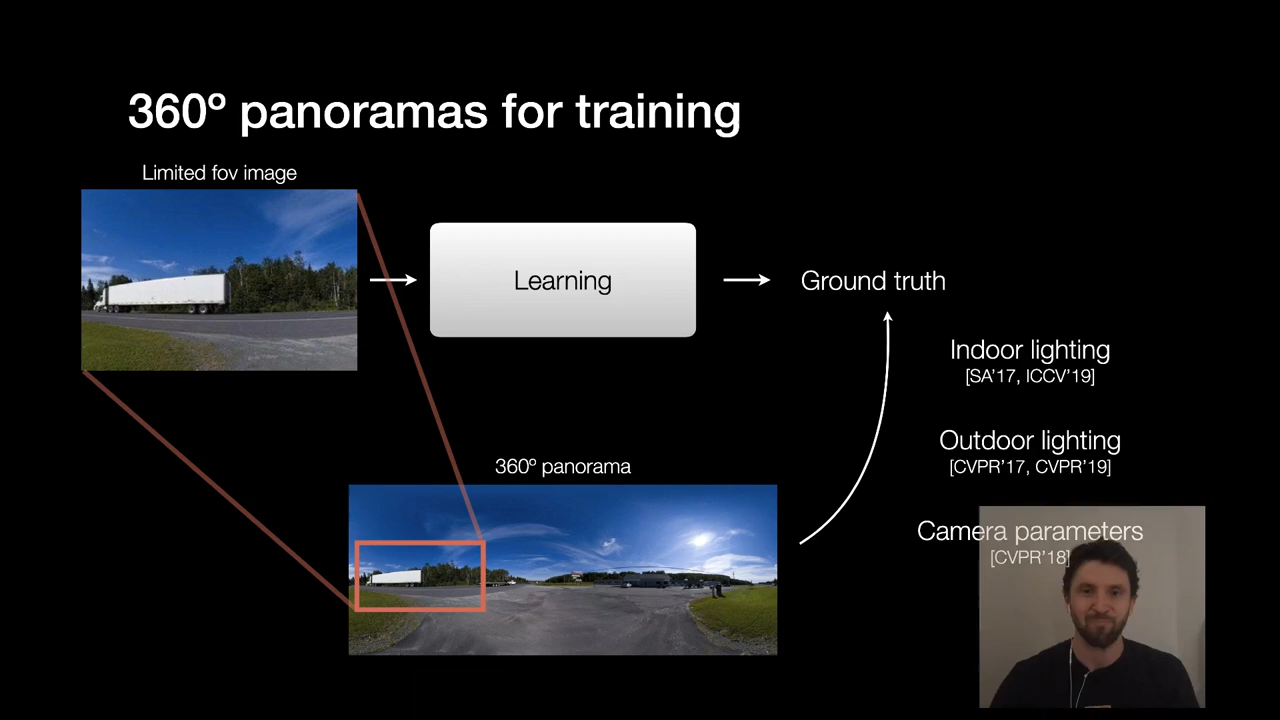 360º panoramas for training
Limited fov image
Learning
Ground truth
Indoor lighting
[SA'17, ICCV'19]
Outdoor lighting
[CVPR'17, CVPR'19]
360º panorama
Camera parameters
[CVPR'18]